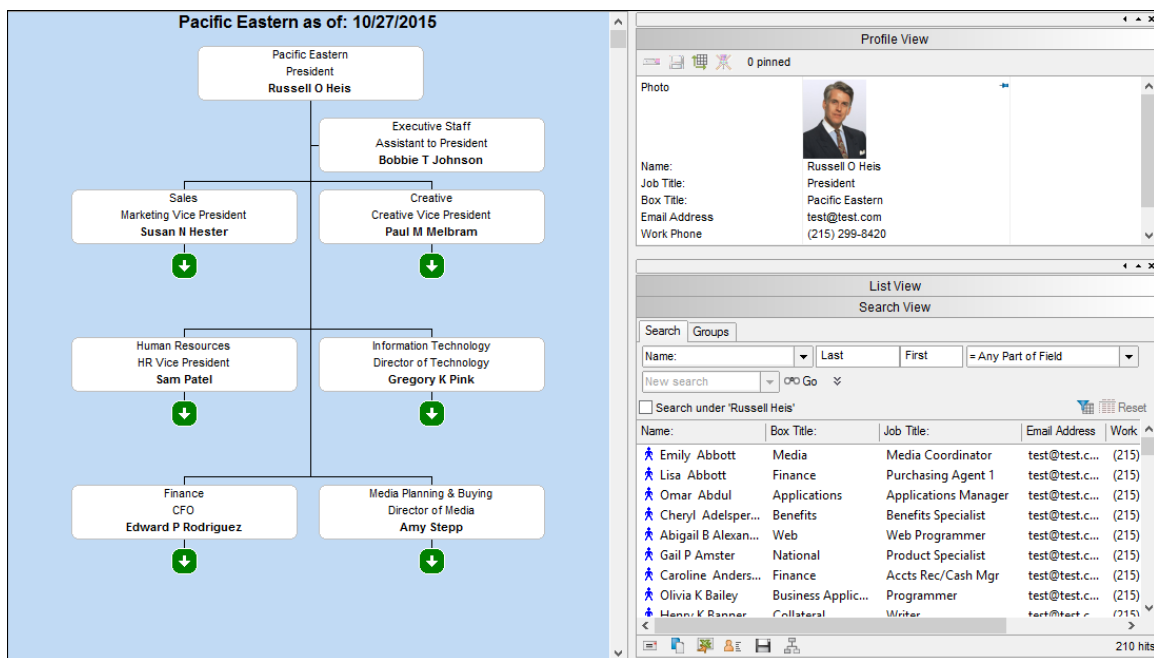 Pacific Eastern as of: 10/27/2015
Pacific Eastern
President
Russell O Heis
Executive Staff
Assistant to President
Bobbie T Johnson
Sales
Marketing Vice President
Susan N Hester
Creative
Creative Vice President
Paul M Melbram
Human Resources
HR Vice President
Sam Patel
Information Technology
Director of Technology
Gregory K Pink
Finance
CFO
Edward P Rodriguez
Media Planning & Buying
Director of Media
Amy Stepp
Profile View
0 pinned
Photo
Name: Russell O Heis
Job Title: President
Box Title: Pacific Eastern
Email Address test@test.com
Work Phone (215) 299-8420
List View
Search View
Search Groups
Name: Last First = Any Part of Field
New search Go
Search under 'Russell Heis' Reset
Name: Box Title: Job Title: Email Address Work
Emily Abbott Media Media Coordinator test@test.c... (215)
Lisa Abbott Finance Purchasing Agent 1 test@test.c... (215)
Omar Abdul Applications Applications Manager test@test.c... (215)
Cheryl Adelsper... Benefits Benefits Specialist test@test.c... (215)
Abigail B Alexan... Web Web Programmer test@test.c... (215)
Gail P Amster National Product Specialist test@test.c... (215)
Caroline Anders... Finance Accts Rec/Cash Mgr test@test.c... (215)
Olivia K Bailey Business Applic... Programmer test@test.c... (215)
Henry K Banner Collateral Writer test@test.c... (215)
210 hits